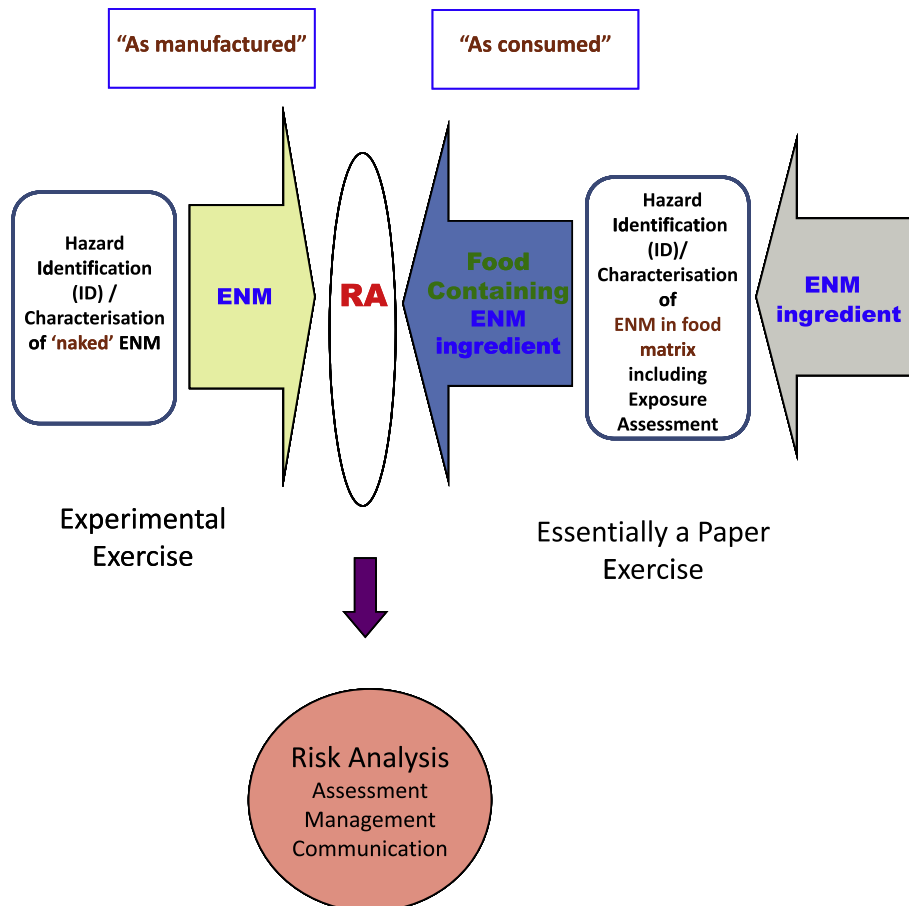 “As manufactured”
“As consumed”
Hazard
Identification
(ID) /
Characterisation
of ‘naked’ ENM
ENM
RA
Food
Containing
ENM
ingredient
Hazard
Identification
(ID)/
Characterisation
of
ENM in food
matrix
including
Exposure
Assessment
ENM
ingredient
Experimental
Exercise
Essentially a Paper
Exercise
Risk Analysis
Assessment
Management
Communication